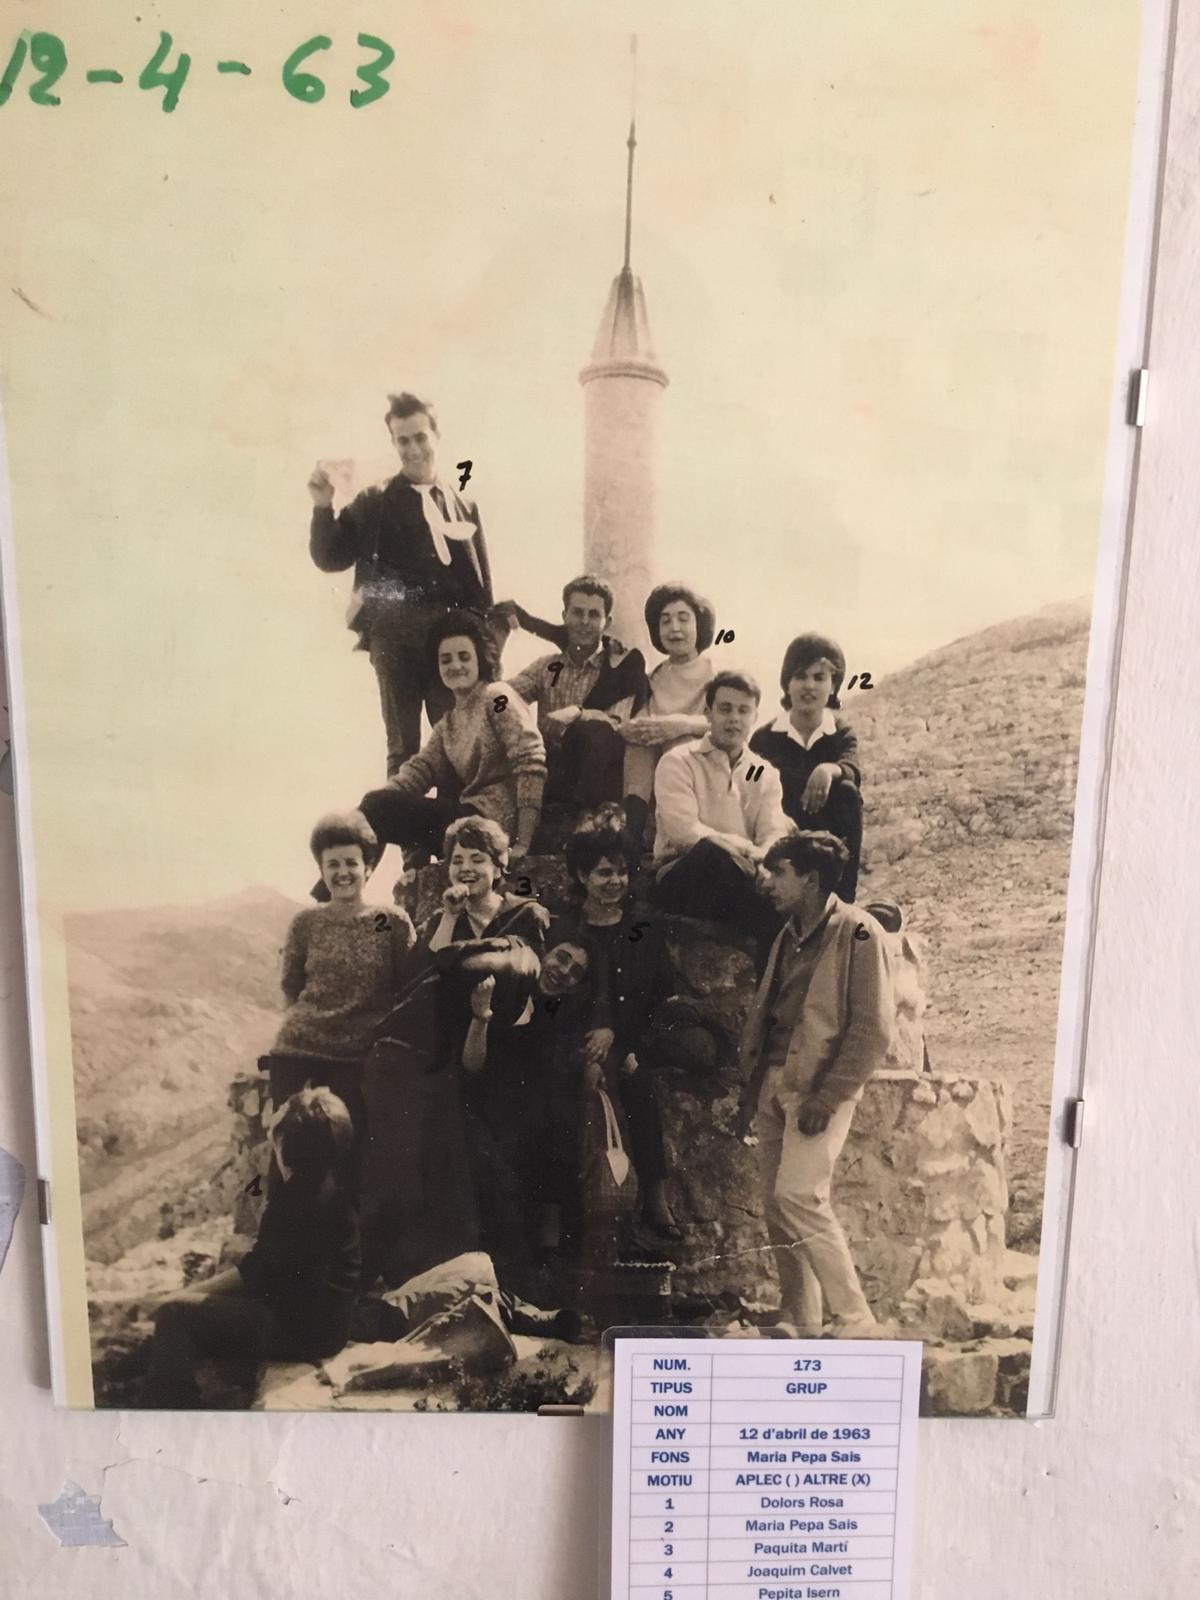 12-4-63
7
10
9
12
8
11
3
2
5
6
4
1
NUM. 173
TIPUS GRUP
NOM
ANY 12 d'abril de 1963
FONS Maria Pepa Sais
MOTIU APLEC ( ) ALTRE (X)
1 Dolors Rosa
2 Maria Pepa Sais
3 Paquita Martí
4 Joaquim Calvet
5 Pepita Isern